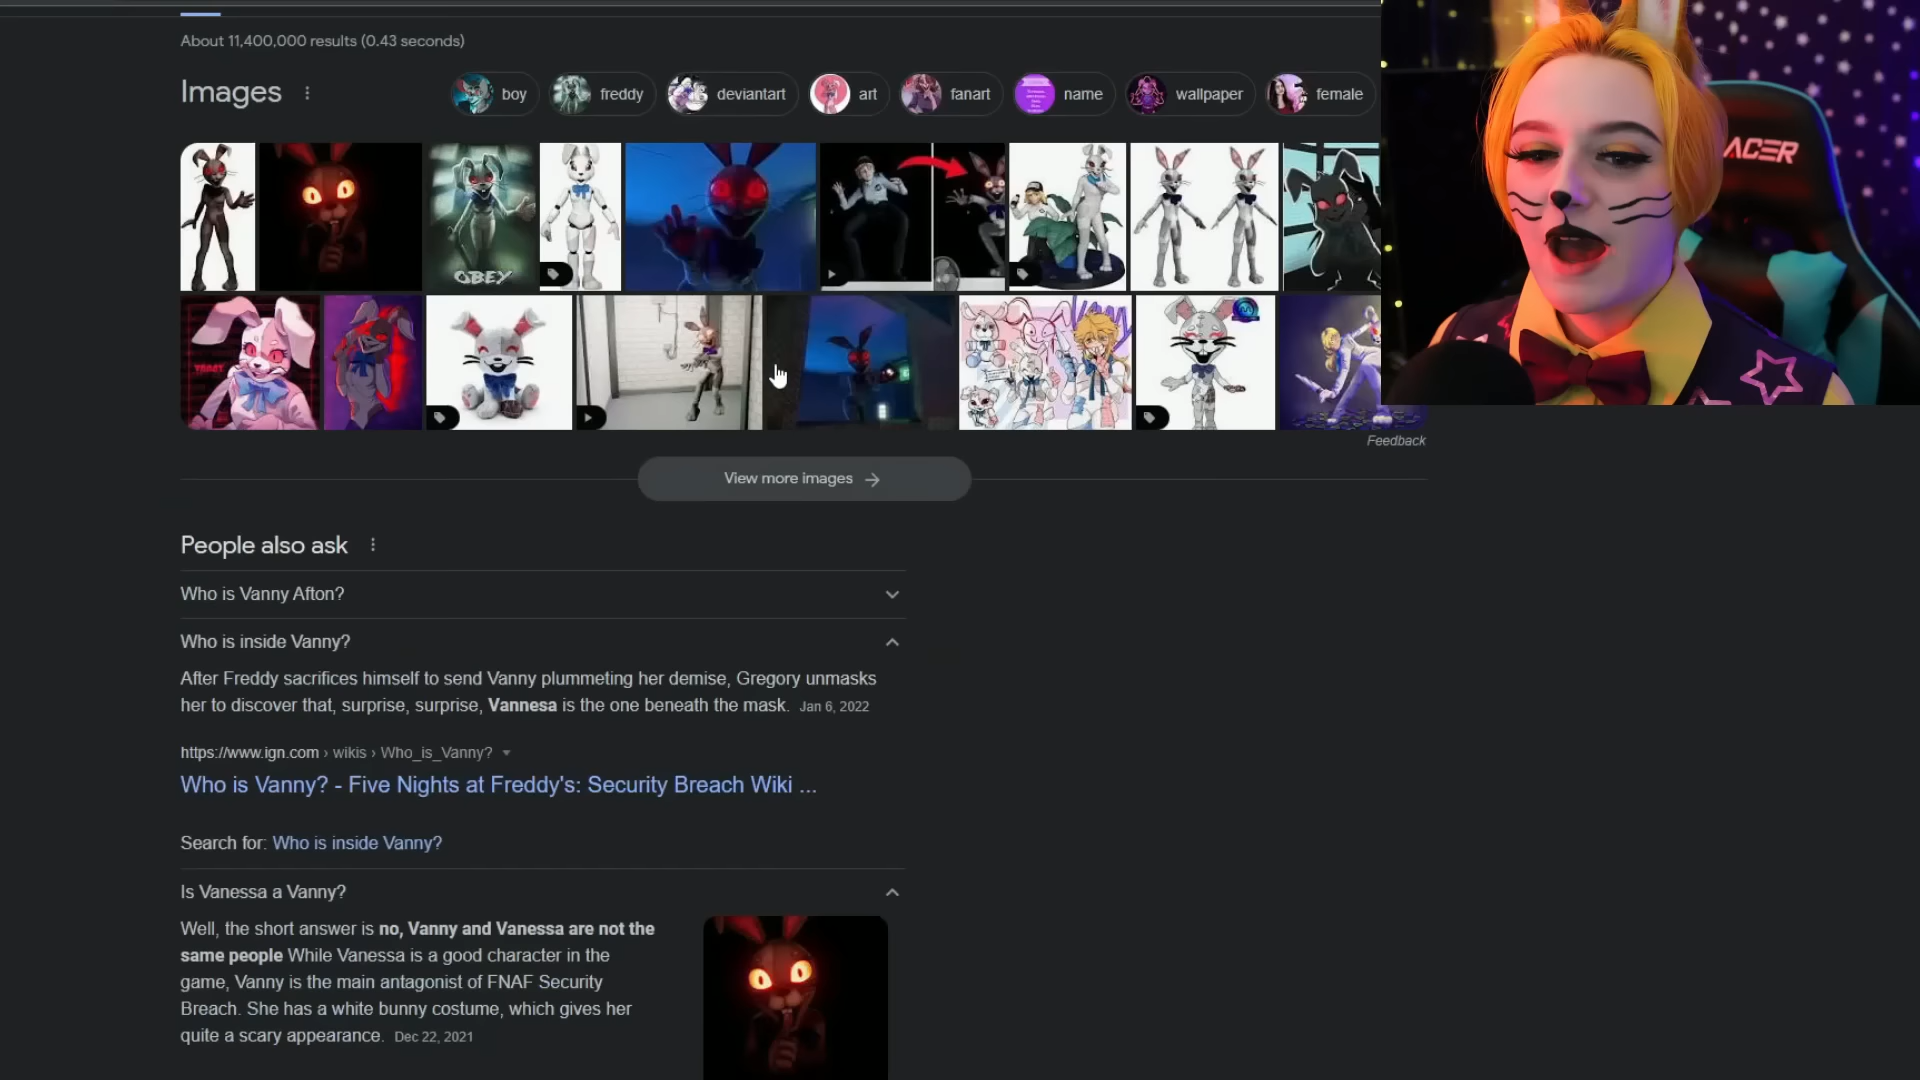 About 11,400,000 results (0.43 seconds)
Images
boy
freddy
deviantart
art
fanart
name
wallpaper
female
OBEY
VANNY
ACER
Feedback
View more images
People also ask
Who is Vanny Afton?
Who is inside Vanny?
After Freddy sacrifices himself to send Vanny plummeting her demise, Gregory unmasks
her to discover that, surprise, surprise, Vannesa is the one beneath the mask. Jan 6, 2022
https://www.ign.com › wikis › Who_is_Vanny?
Who is Vanny? - Five Nights at Freddy's: Security Breach Wiki ...
Search for: Who is inside Vanny?
Is Vanessa a Vanny?
Well, the short answer is no, Vanny and Vanessa are not the
same people While Vanessa is a good character in the
game, Vanny is the main antagonist of FNAF Security
Breach. She has a white bunny costume, which gives her
quite a scary appearance. Dec 22, 2021